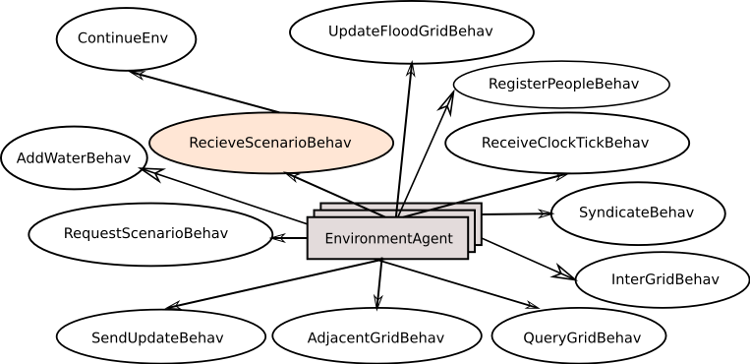 ContinueEnv
UpdateFloodGridBehav
RegisterPeopleBehav
RecieveScenarioBehav
ReceiveClockTickBehav
AddWaterBehav
SyndicateBehav
RequestScenarioBehav
EnvironmentAgent
InterGridBehav
SendUpdateBehav
AdjacentGridBehav
QueryGridBehav